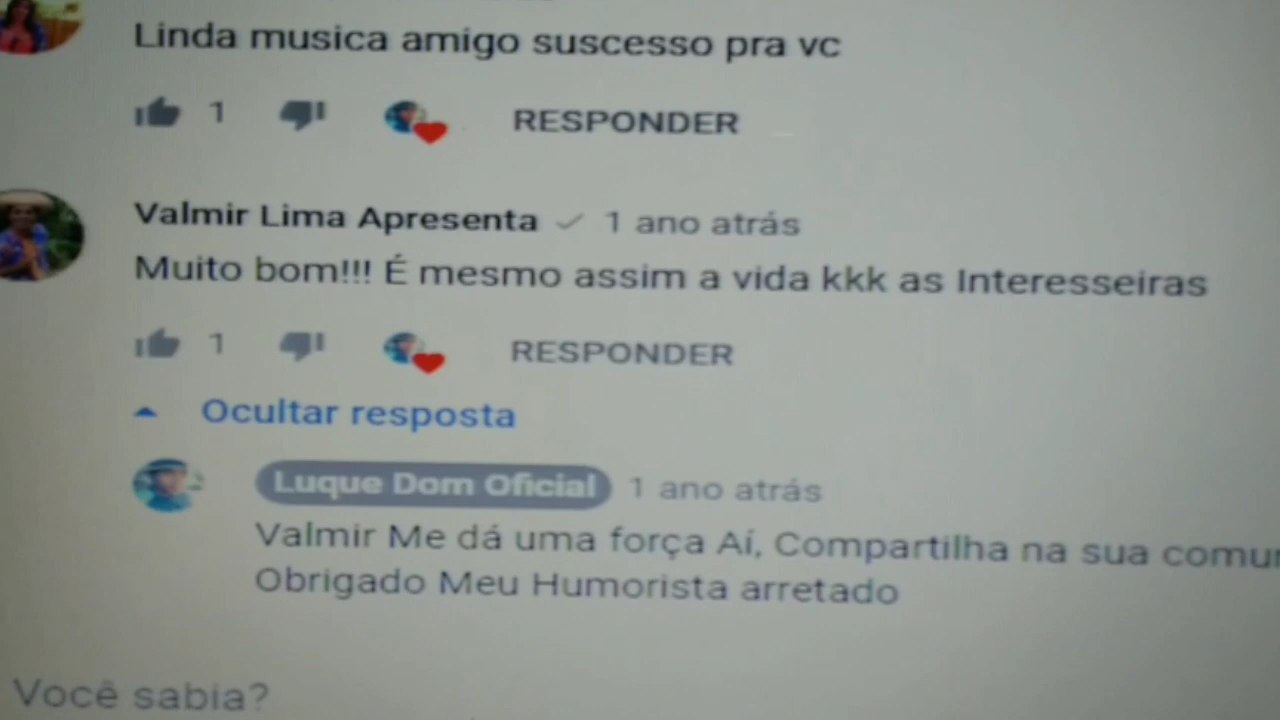 Linda musica amigo suscesso pra vc
1 RESPONDER
Valmir Lima Apresenta 1 ano atrás
Muito bom!!! É mesmo assim a vida kkk as Interesseiras
1 RESPONDER
Ocultar resposta
Luque Dom Oficial 1 ano atrás
Valmir Me dá uma força Aí, Compartilha na sua
Obrigado Meu Humorista arretado
Você sabia?